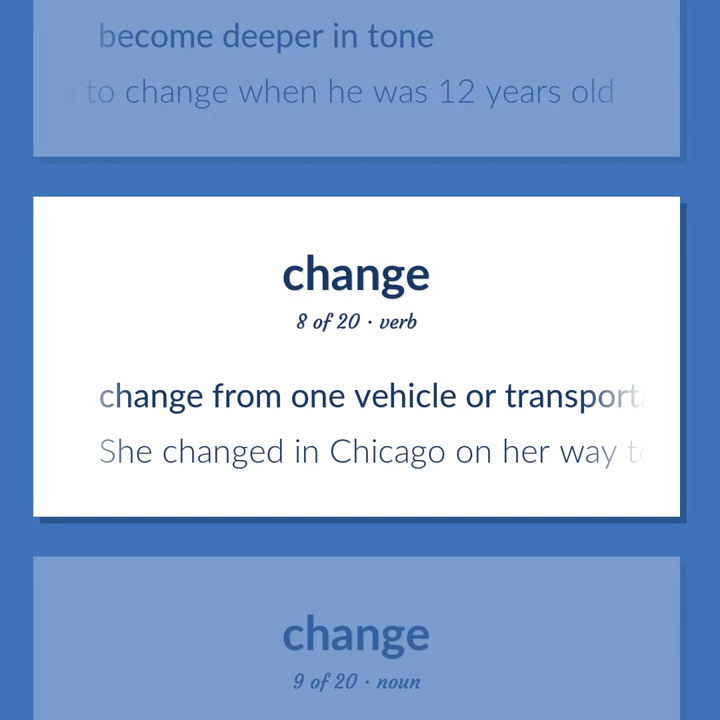 become deeper in tone
to change when he was 12 years old
change
8 of 20 · verb
change from one vehicle or transport
She changed in Chicago on her way to
change
9 of 20 · noun